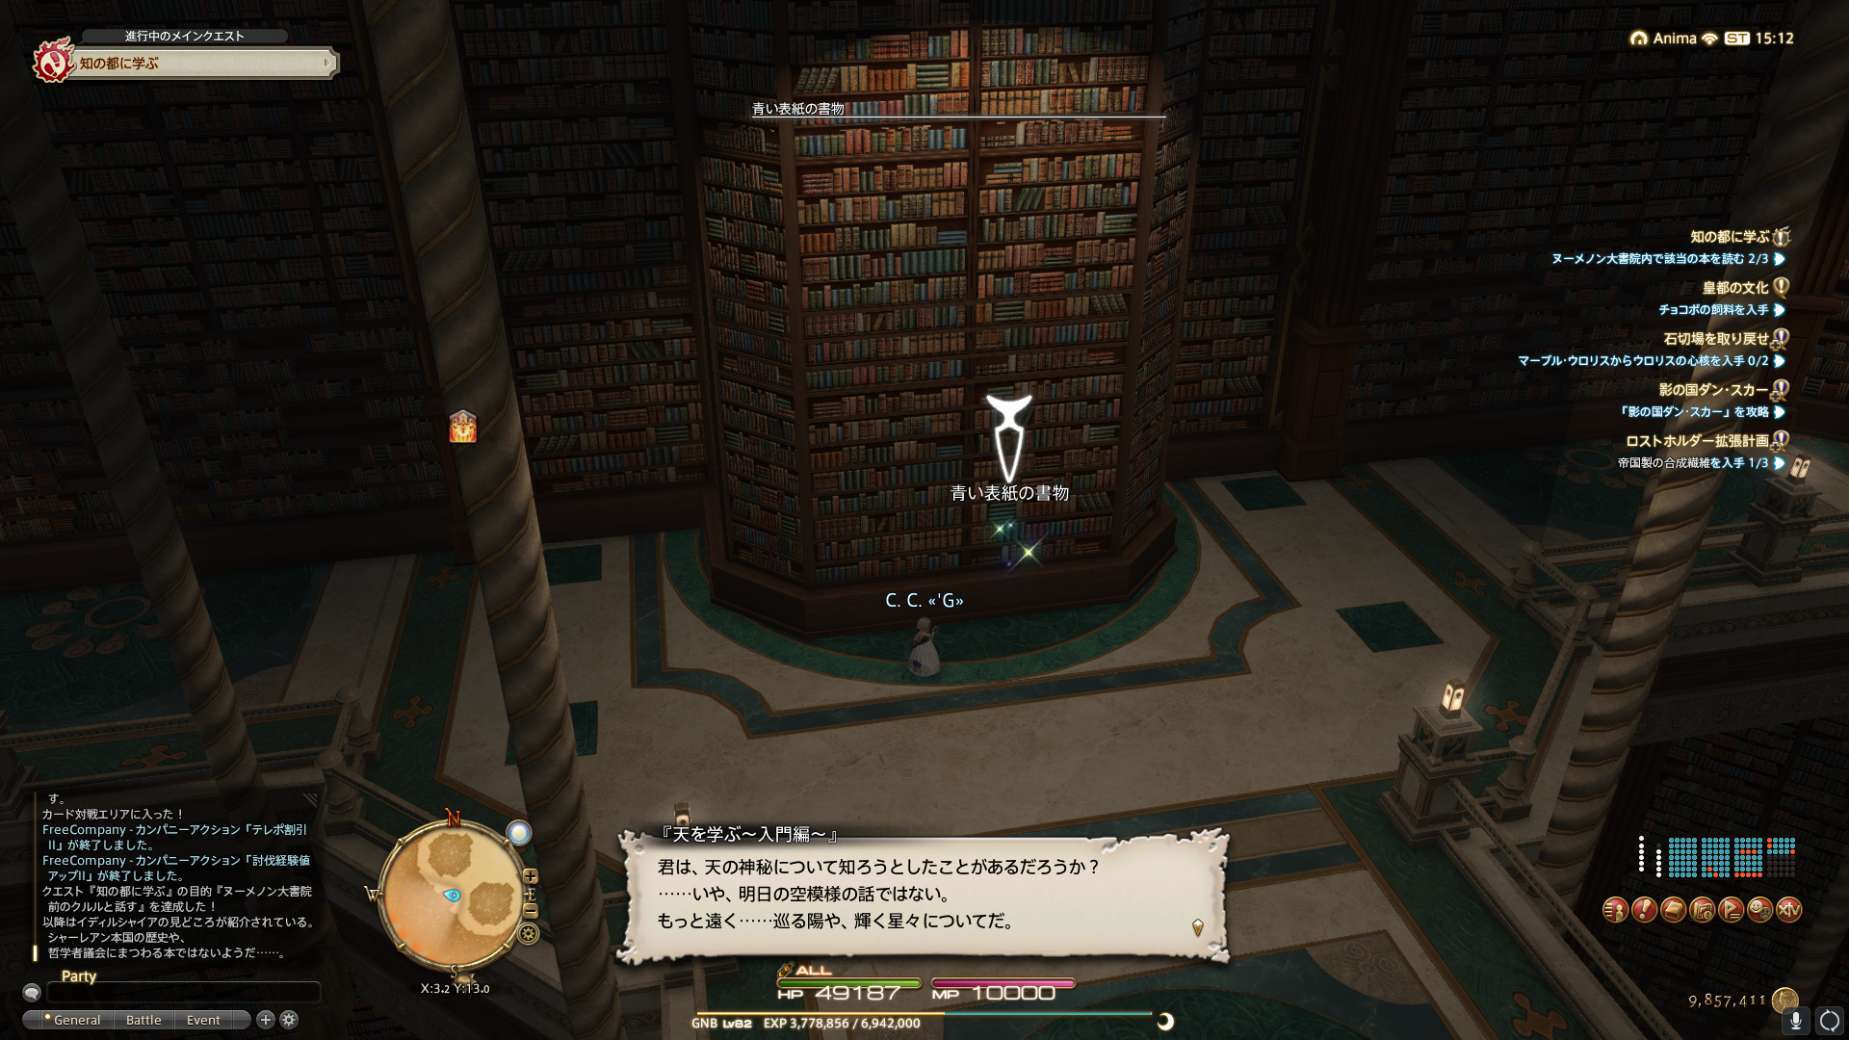 進行中のメインクエスト
知の都に学ぶ
Anima ST 15:12
青い表紙の書物
知の都に学ぶ
ヌーメノン大書院内で該当の本を読む 2/3
皇都の文化
チョコボの飼料を入手
石切場を取り戻せ
マーブル・ウロリスからウロリスの心核を入手 0/2
影の国ダン・スカー
「影の国ダン・スカー」を攻略
ロストホルダー拡張計画
帝国製の合成繊維を入手 1/3
青い表紙の書物
C. C. «'G»
す。
カード対戦エリアに入った！
FreeCompany - カンパニーアクション「テレポ割引
II」が終了しました。
FreeCompany - カンパニーアクション「討伐経験値
アップII」が終了しました。
クエスト『知の都に学ぶ』の目的『ヌーメノン大書院
前のクルルと話す』を達成した！
以降はイディルシャイアの見どころが紹介されている。
シャーレアン本国の歴史や、
哲学者議会にまつわる本ではないようだ……。
Party
General Battle Event
N
W E
S
X:3.2 Y:13.0
『天を学ぶ～入門編～』
君は、天の神秘について知ろうとしたことがあるだろうか？
……いや、明日の空模様の話ではない。
もっと遠く……巡る陽や、輝く星々についてだ。
ALL
HP 49187 MP 10000
GNB Lv82 EXP 3,778,856 / 6,942,000
XIV
9,857,411